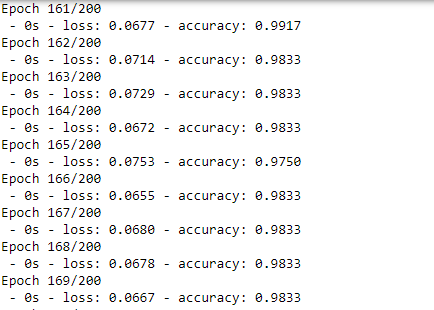 Epoch 161/200
 - 0s - loss: 0.0677 - accuracy: 0.9917
Epoch 162/200
 - 0s - loss: 0.0714 - accuracy: 0.9833
Epoch 163/200
 - 0s - loss: 0.0729 - accuracy: 0.9833
Epoch 164/200
 - 0s - loss: 0.0672 - accuracy: 0.9833
Epoch 165/200
 - 0s - loss: 0.0753 - accuracy: 0.9750
Epoch 166/200
 - 0s - loss: 0.0655 - accuracy: 0.9833
Epoch 167/200
 - 0s - loss: 0.0680 - accuracy: 0.9833
Epoch 168/200
 - 0s - loss: 0.0678 - accuracy: 0.9833
Epoch 169/200
 - 0s - loss: 0.0667 - accuracy: 0.9833